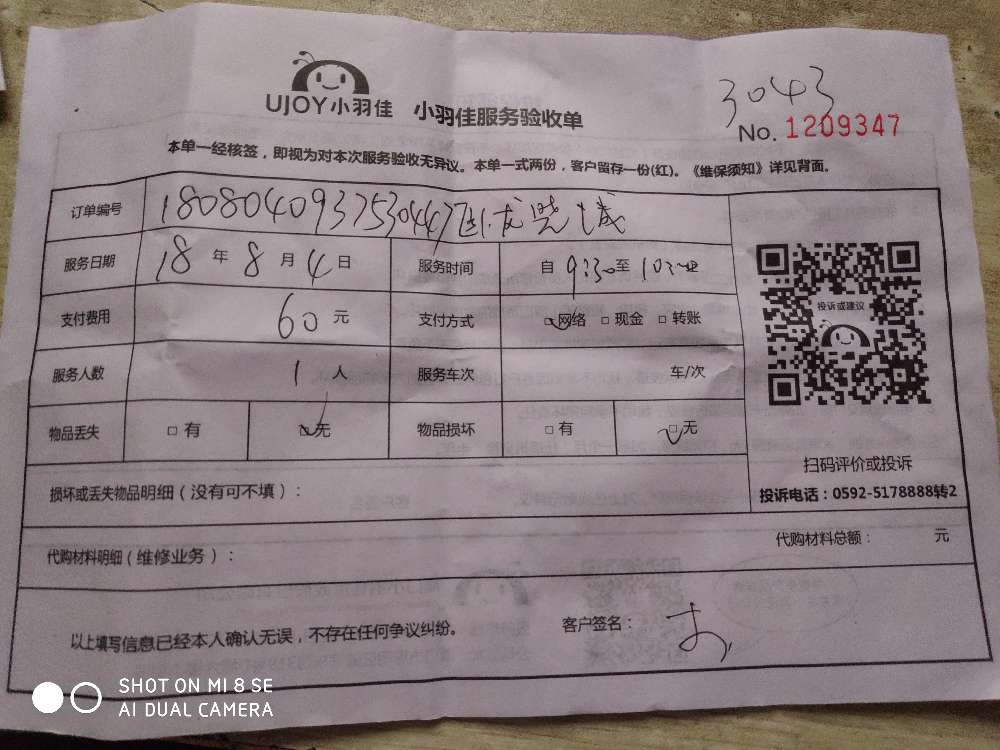 3043
UJOY小羽佳 小羽佳服务验收单
No. 1209347
本单一经核签，即视为对本次服务验收无异议。本单一式两份，客户留存一份(红)。《维保须知》详见背面。
订单编号 180804093753044
服务日期 18 年 8 月 4 日 服务时间 自 9:30 至
支付费用 60 元 支付方式 网络 现金 转账
服务人数 1 人 服务车次 车/次
物品丢失 有 无 物品损坏 有 无
投诉或建议
扫码评价或投诉
投诉电话：0592-5178888转2
损坏或丢失物品明细（没有可不填）：
代购材料明细（维修业务）： 代购材料总额： 元
以上填写信息已经本人确认无误，不存在任何争议纠纷。 客户签名：
SHOT ON MI 8 SE
AI DUAL CAMERA